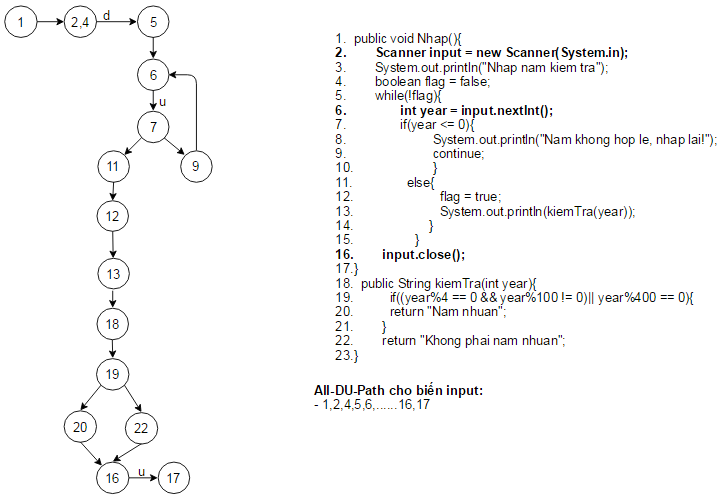 1
2,4
d
5
6
u
7
11
9
12
13
18
19
20
22
16
u
17
1. public void Nhap(){
2. Scanner input = new Scanner(System.in);
3. System.out.println("Nhap nam kiem tra");
4. boolean flag = false;
5. while(!flag){
6. int year = input.nextInt();
7. if(year <= 0){
8. System.out.println("Nam khong hop le, nhap lai!");
9. continue;
10. }
11. else{
12. flag = true;
13. System.out.println(kiemTra(year));
14. }
15. }
16. input.close();
17.}
18. public String kiemTra(int year){
19. if((year%4 == 0 && year%100 != 0)|| year%400 == 0){
20. return "Nam nhuan";
21. }
22. return "Khong phai nam nhuan";
23.}
All-DU-Path cho biến input:
- 1,2,4,5,6,......16,17